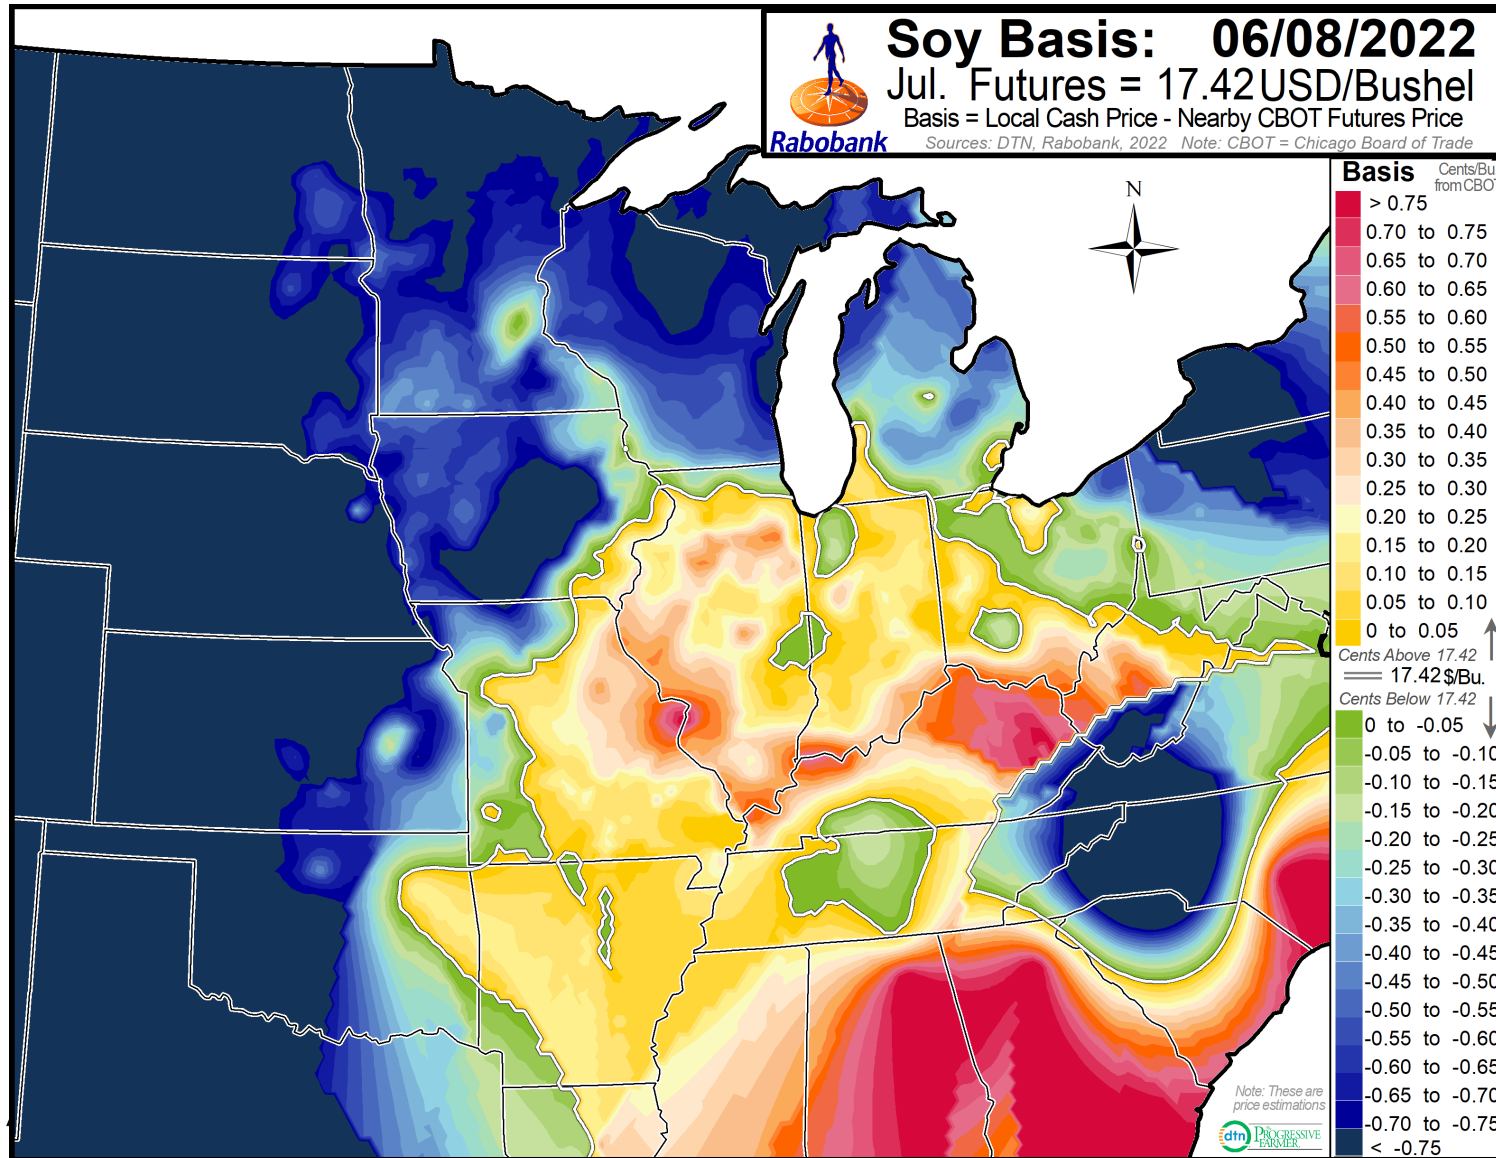 Soy Basis: 06/08/2022
Jul. Futures = 17.42 USD/Bushel
Basis = Local Cash Price - Nearby CBOT Futures Price
Rabobank
Sources: DTN, Rabobank, 2022 Note: CBOT = Chicago Board of Trade
Basis Cents/Bu
from CBOT
> 0.75
0.70 to 0.75
0.65 to 0.70
0.60 to 0.65
0.55 to 0.60
0.50 to 0.55
0.45 to 0.50
0.40 to 0.45
0.35 to 0.40
0.30 to 0.35
0.25 to 0.30
0.20 to 0.25
0.15 to 0.20
0.10 to 0.15
0.05 to 0.10
0 to 0.05
Cents Above 17.42
17.42 $/Bu.
Cents Below 17.42
0 to -0.05
-0.05 to -0.10
-0.10 to -0.15
-0.15 to -0.20
-0.20 to -0.25
-0.25 to -0.30
-0.30 to -0.35
-0.35 to -0.40
-0.40 to -0.45
-0.45 to -0.50
-0.50 to -0.55
-0.55 to -0.60
-0.60 to -0.65
-0.65 to -0.70
-0.70 to -0.75
< -0.75
N
Note: These are
price estimations
dtn PROGRESSIVE
FARMER